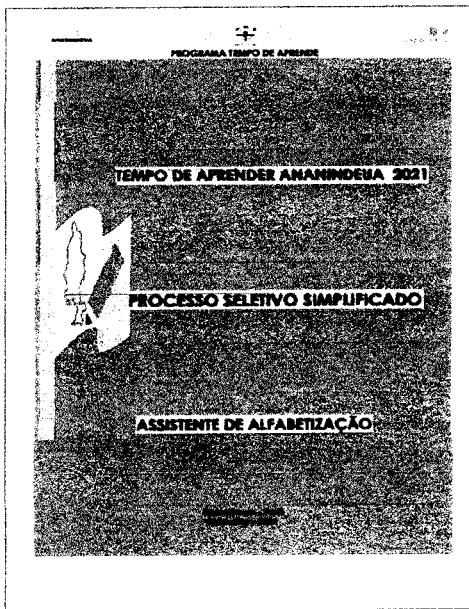 PROGRAMA TEMPO DE APRENDE
TEMPO DE APRENDER ANANINDEUA 2021
PROCESSO SELETIVO SIMPLIFICADO
ASSISTENTE DE ALFABETIZAÇÃO